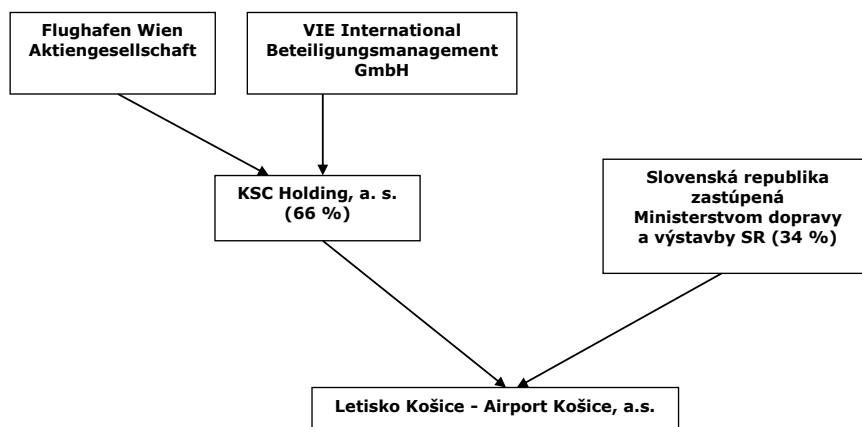 Flughafen Wien
Aktiengesellschaft
VIE International
Beteiligungsmanagement
GmbH
KSC Holding, a. s.
(66 %)
Slovenská republika
zastúpená
Ministerstvom dopravy
a výstavby SR (34 %)
Letisko Košice - Airport Košice, a.s.